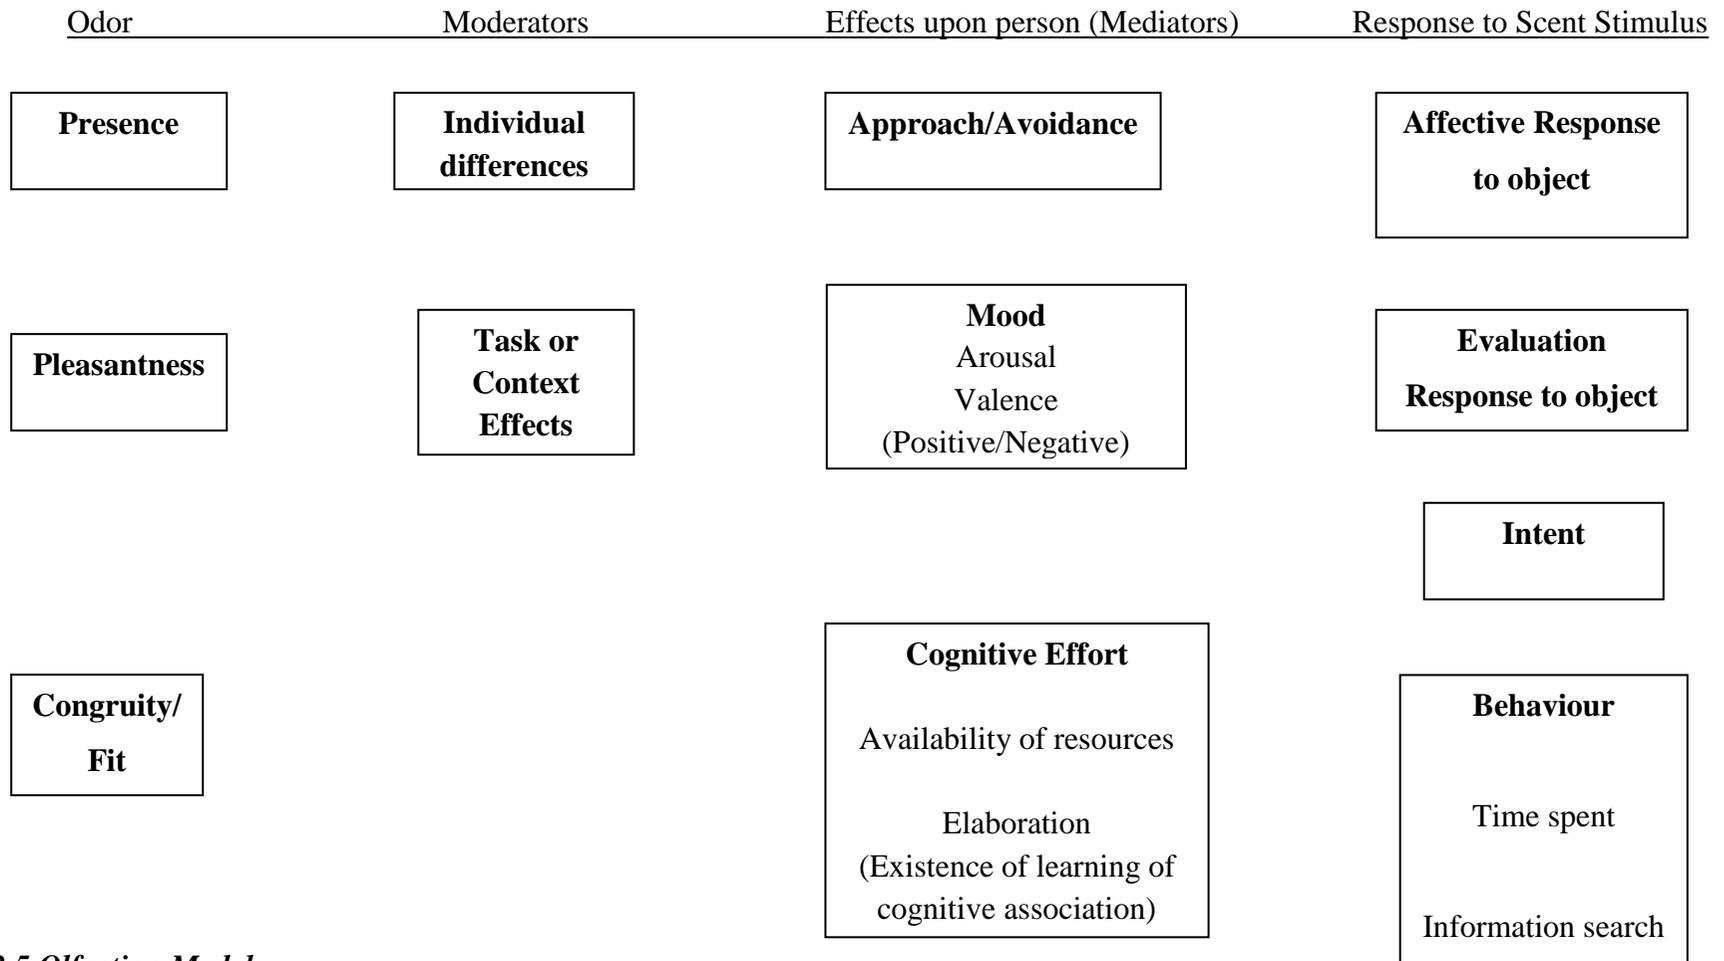 Odor
Moderators
Effects upon person (Mediators)
Response to Scent Stimulus
Presence
Individual
differences
Approach/Avoidance
Affective Response
to object
Pleasantness
Task or
Context
Effects
Mood
Arousal
Valence
(Positive/Negative)
Evaluation
Response to object
Intent
Congruity/
Fit
Cognitive Effort
Availability of resources
Elaboration
(Existence of learning of
cognitive association)
Behaviour
Time spent
Information search